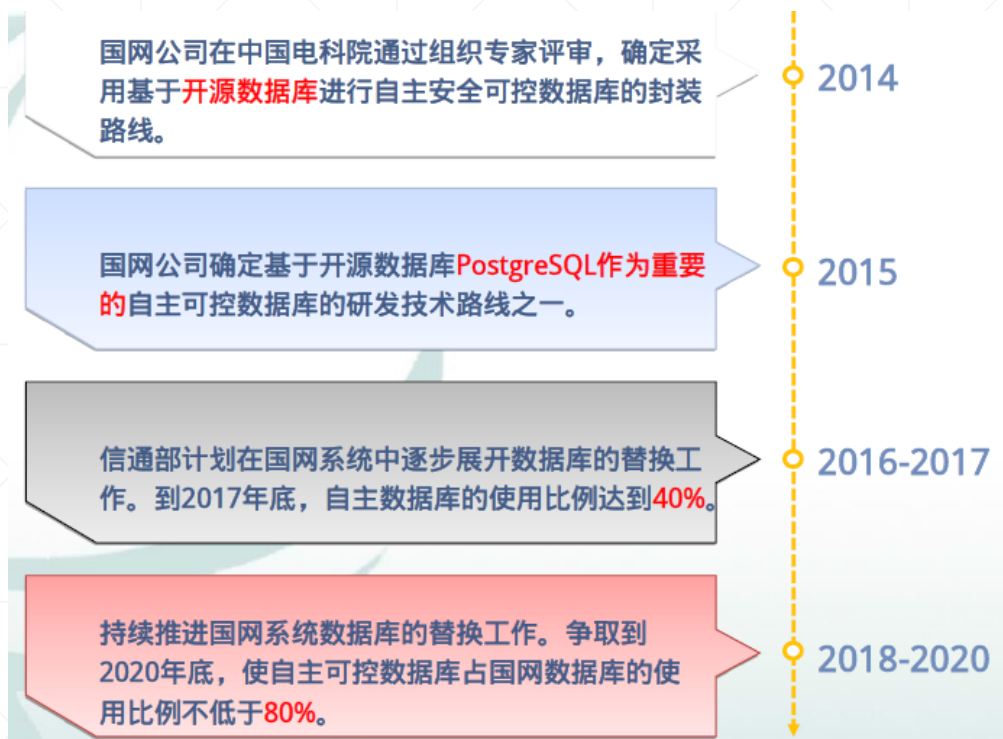 国网公司在中国电科院通过组织专家评审，确定采
用基于开源数据库进行自主安全可控数据库的封装
路线。
2014
国网公司确定基于开源数据库PostgreSQL作为重要
的自主可控数据库的研发技术路线之一。
2015
信通部计划在国网系统中逐步展开数据库的替换工
作。到2017年底，自主数据库的使用比例达到40%。
2016-2017
持续推进国网系统数据库的替换工作。争取到
2020年底，使自主可控数据库占国网数据库的使
用比例不低于80%。
2018-2020